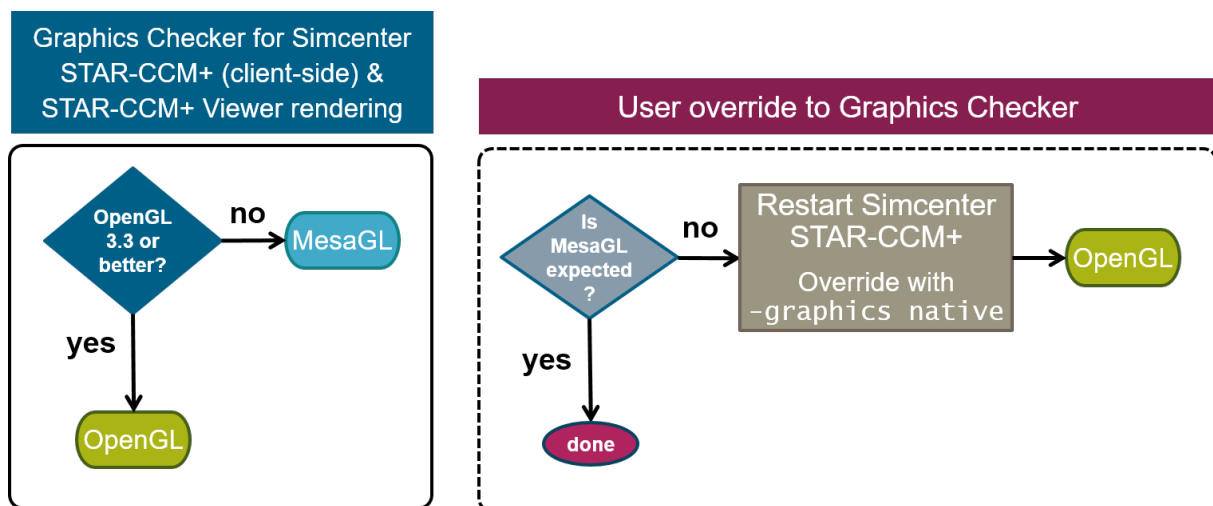 Graphics Checker for Simcenter
STAR-CCM+ (client-side) &
STAR-CCM+ Viewer rendering
OpenGL
3.3 or
better?
no
MesaGL
yes
OpenGL
User override to Graphics Checker
Is
MesaGL
expected
?
no
Restart Simcenter
STAR-CCM+
Override with
-graphics native
OpenGL
yes
done